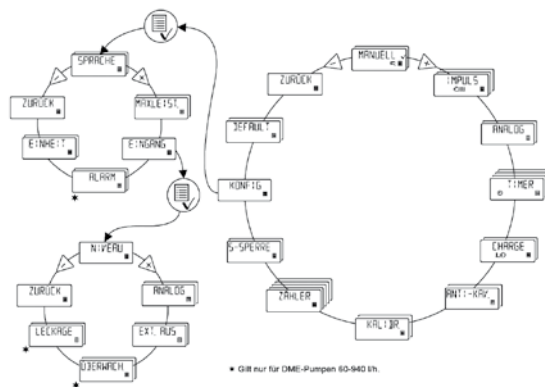 SPRACHE
ZURÜCK
MAXLEIST.
EINHEIT
EINGANG
* ALARM
NIVEAU
ZURÜCK
ANALOG
* LECKAGE
EXT. AUS
* ÜBERWACH.
MANUELL
ZURÜCK
IMPULS
DEFAULT
ANALOG
KONFIG
TIMER
S-SPERRE
CHARGE
ZÄHLER
ANTI-KAV.
KALIBR.
* Gilt nur für DME-Pumpen 60-940 l/h.